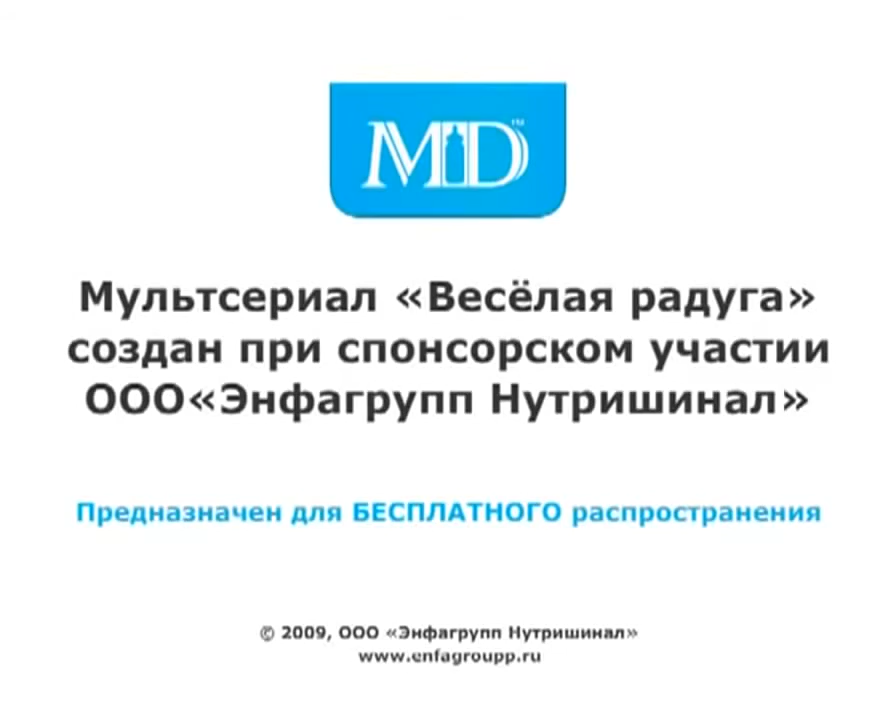 MD™
Мультсериал «Весёлая радуга»
создан при спонсорском участии
ООО«Энфагрупп Нутришинал»
Предназначен для БЕСПЛАТНОГО распространения
© 2009, ООО «Энфагрупп Нутришинал»
www.enfagroupp.ru